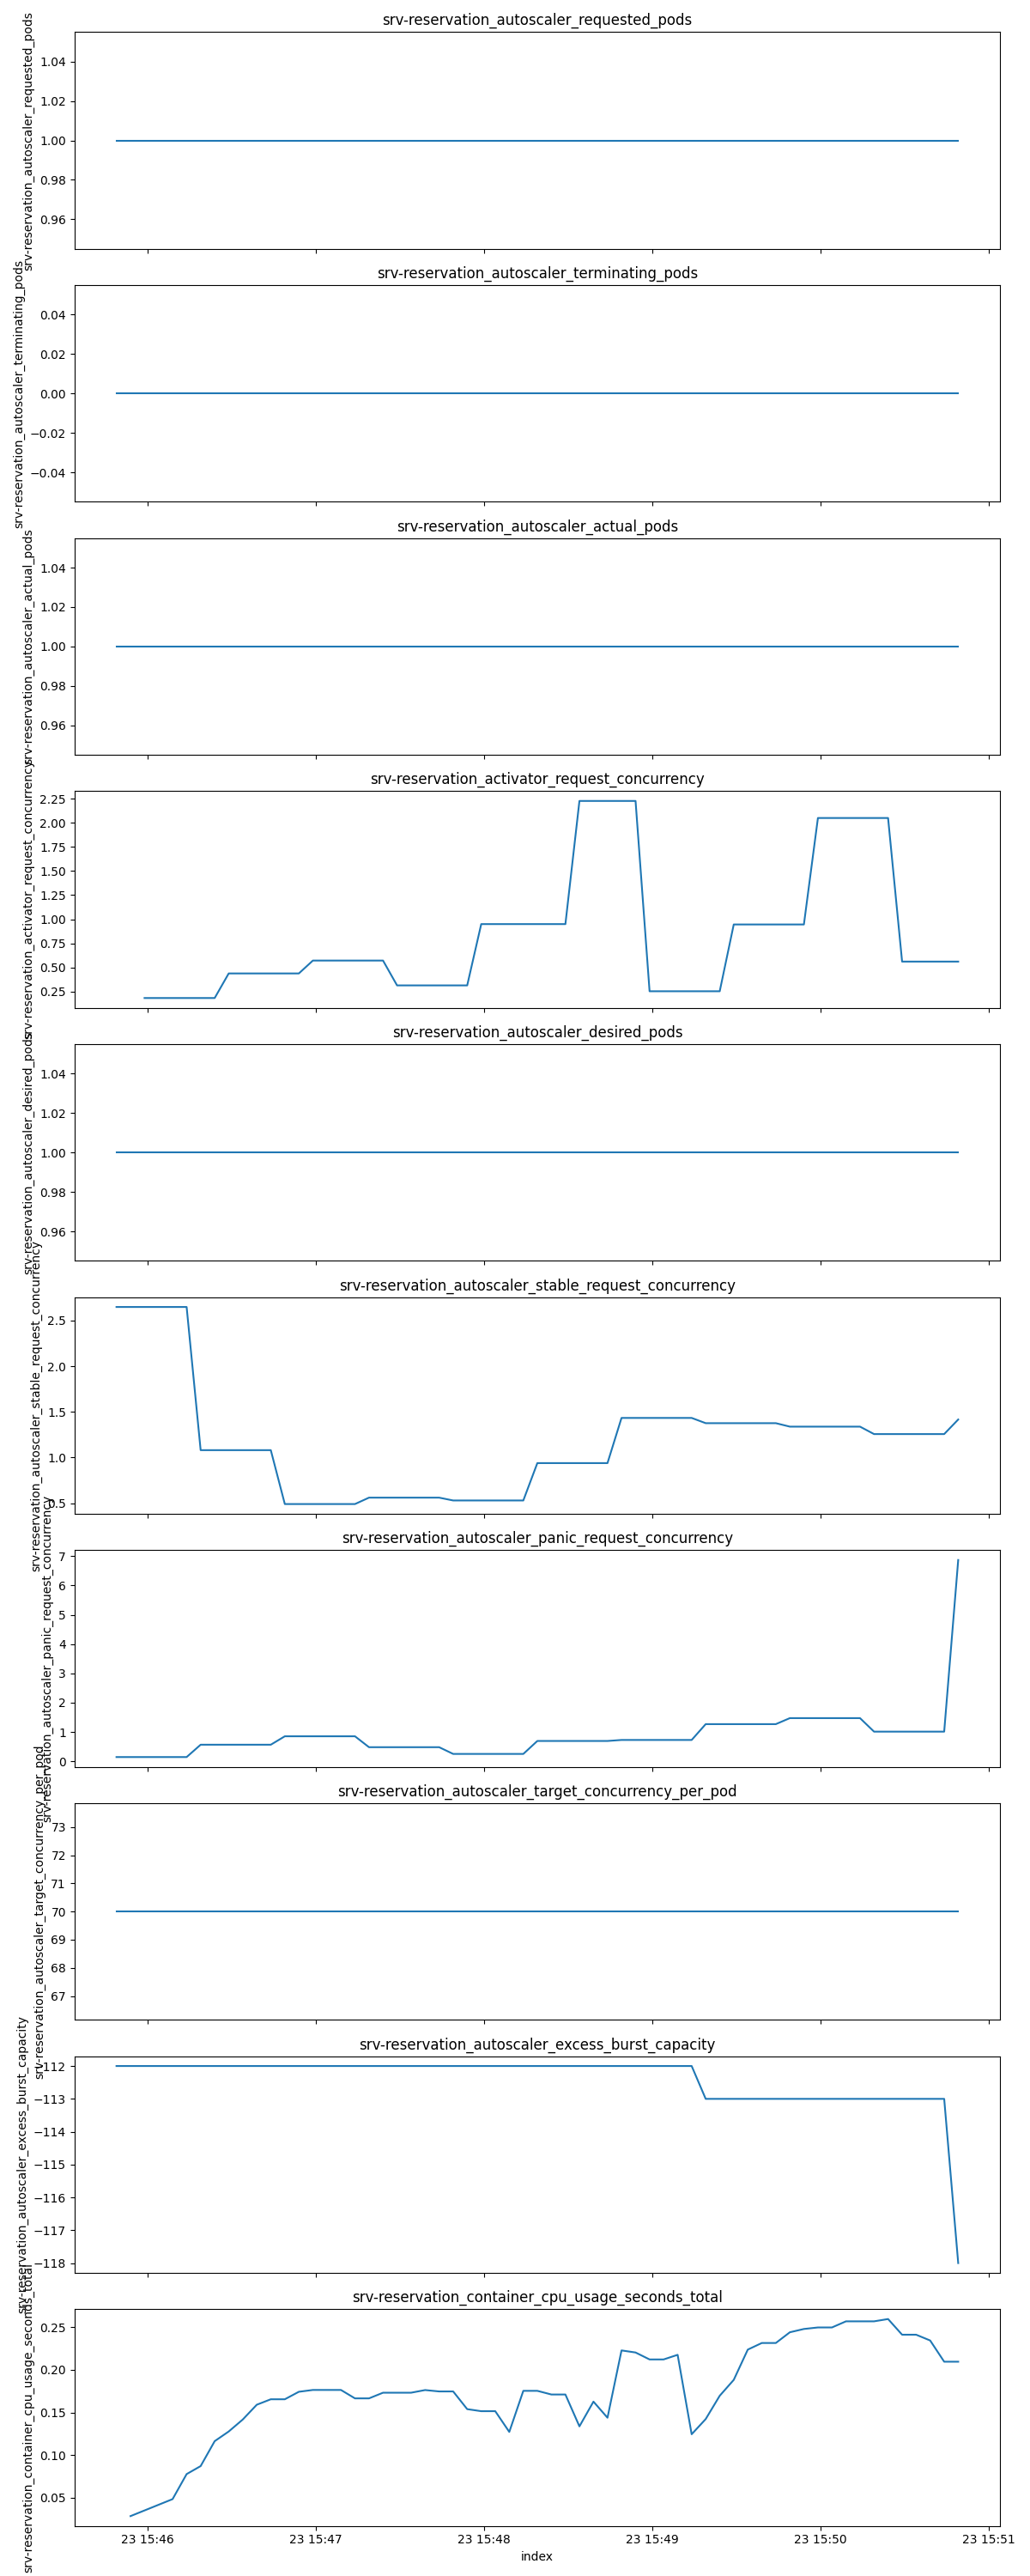 srv-reservation_autoscaler_requested_pods
srv-reservation_autoscaler_requested_pods
1.04
1.02
1.00
0.98
0.96
srv-reservation_autoscaler_terminating_pods
srv-reservation_autoscaler_terminating_pods
0.04
0.02
0.00
−0.02
−0.04
srv-reservation_autoscaler_actual_pods
srv-reservation_autoscaler_actual_pods
1.04
1.02
1.00
0.98
0.96
srv-reservation_activator_request_concurrency
srv-reservation_activator_request_concurrency
2.25
2.00
1.75
1.50
1.25
1.00
0.75
0.50
0.25
srv-reservation_autoscaler_desired_pods
srv-reservation_autoscaler_desired_pods
1.04
1.02
1.00
0.98
0.96
srv-reservation_autoscaler_stable_request_concurrency
srv-reservation_autoscaler_stable_request_concurrency
2.5
2.0
1.5
1.0
0.5
srv-reservation_autoscaler_panic_request_concurrency
srv-reservation_autoscaler_panic_request_concurrency
7
6
5
4
3
2
1
0
srv-reservation_autoscaler_target_concurrency_per_pod
srv-reservation_autoscaler_target_concurrency_per_pod
73
72
71
70
69
68
67
srv-reservation_autoscaler_excess_burst_capacity
srv-reservation_autoscaler_excess_burst_capacity
−112
−113
−114
−115
−116
−117
−118
srv-reservation_container_cpu_usage_seconds_total
srv-reservation_container_cpu_usage_seconds_total
0.25
0.20
0.15
0.10
0.05
23 15:46 23 15:47 23 15:48 23 15:49 23 15:50 23 15:51
index